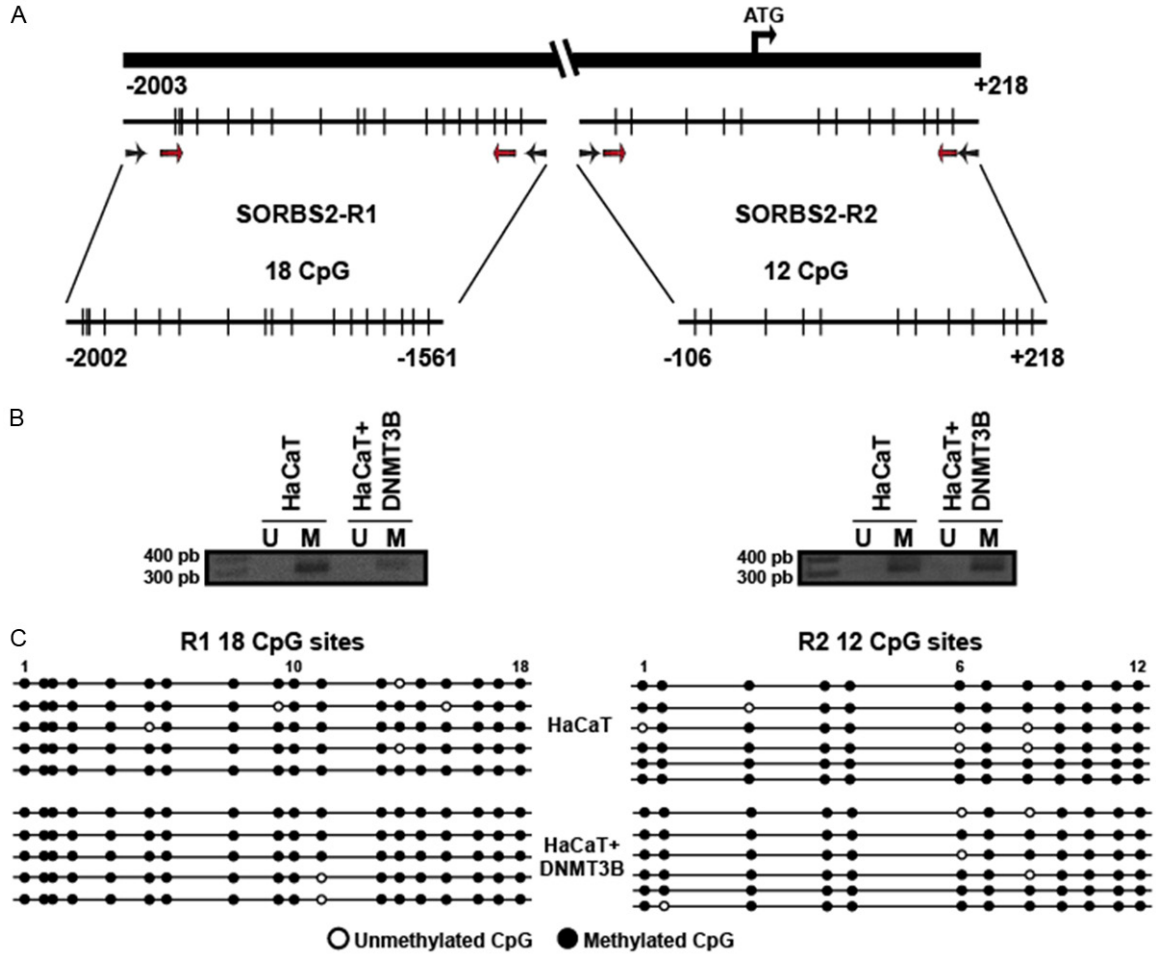 A
ATG
-2003
+218
SORBS2-R1
SORBS2-R2
18 CpG
12 CpG
-2002
-1561
-106
+218
B
HaCaT
HaCaT+
DNMT3B
HaCaT
HaCaT+
DNMT3B
U M U M
U M U M
400 pb
300 pb
400 pb
300 pb
C
R1 18 CpG sites
R2 12 CpG sites
1 10 18
1 6 12
HaCaT
HaCaT+
DNMT3B
Unmethylated CpG
Methylated CpG